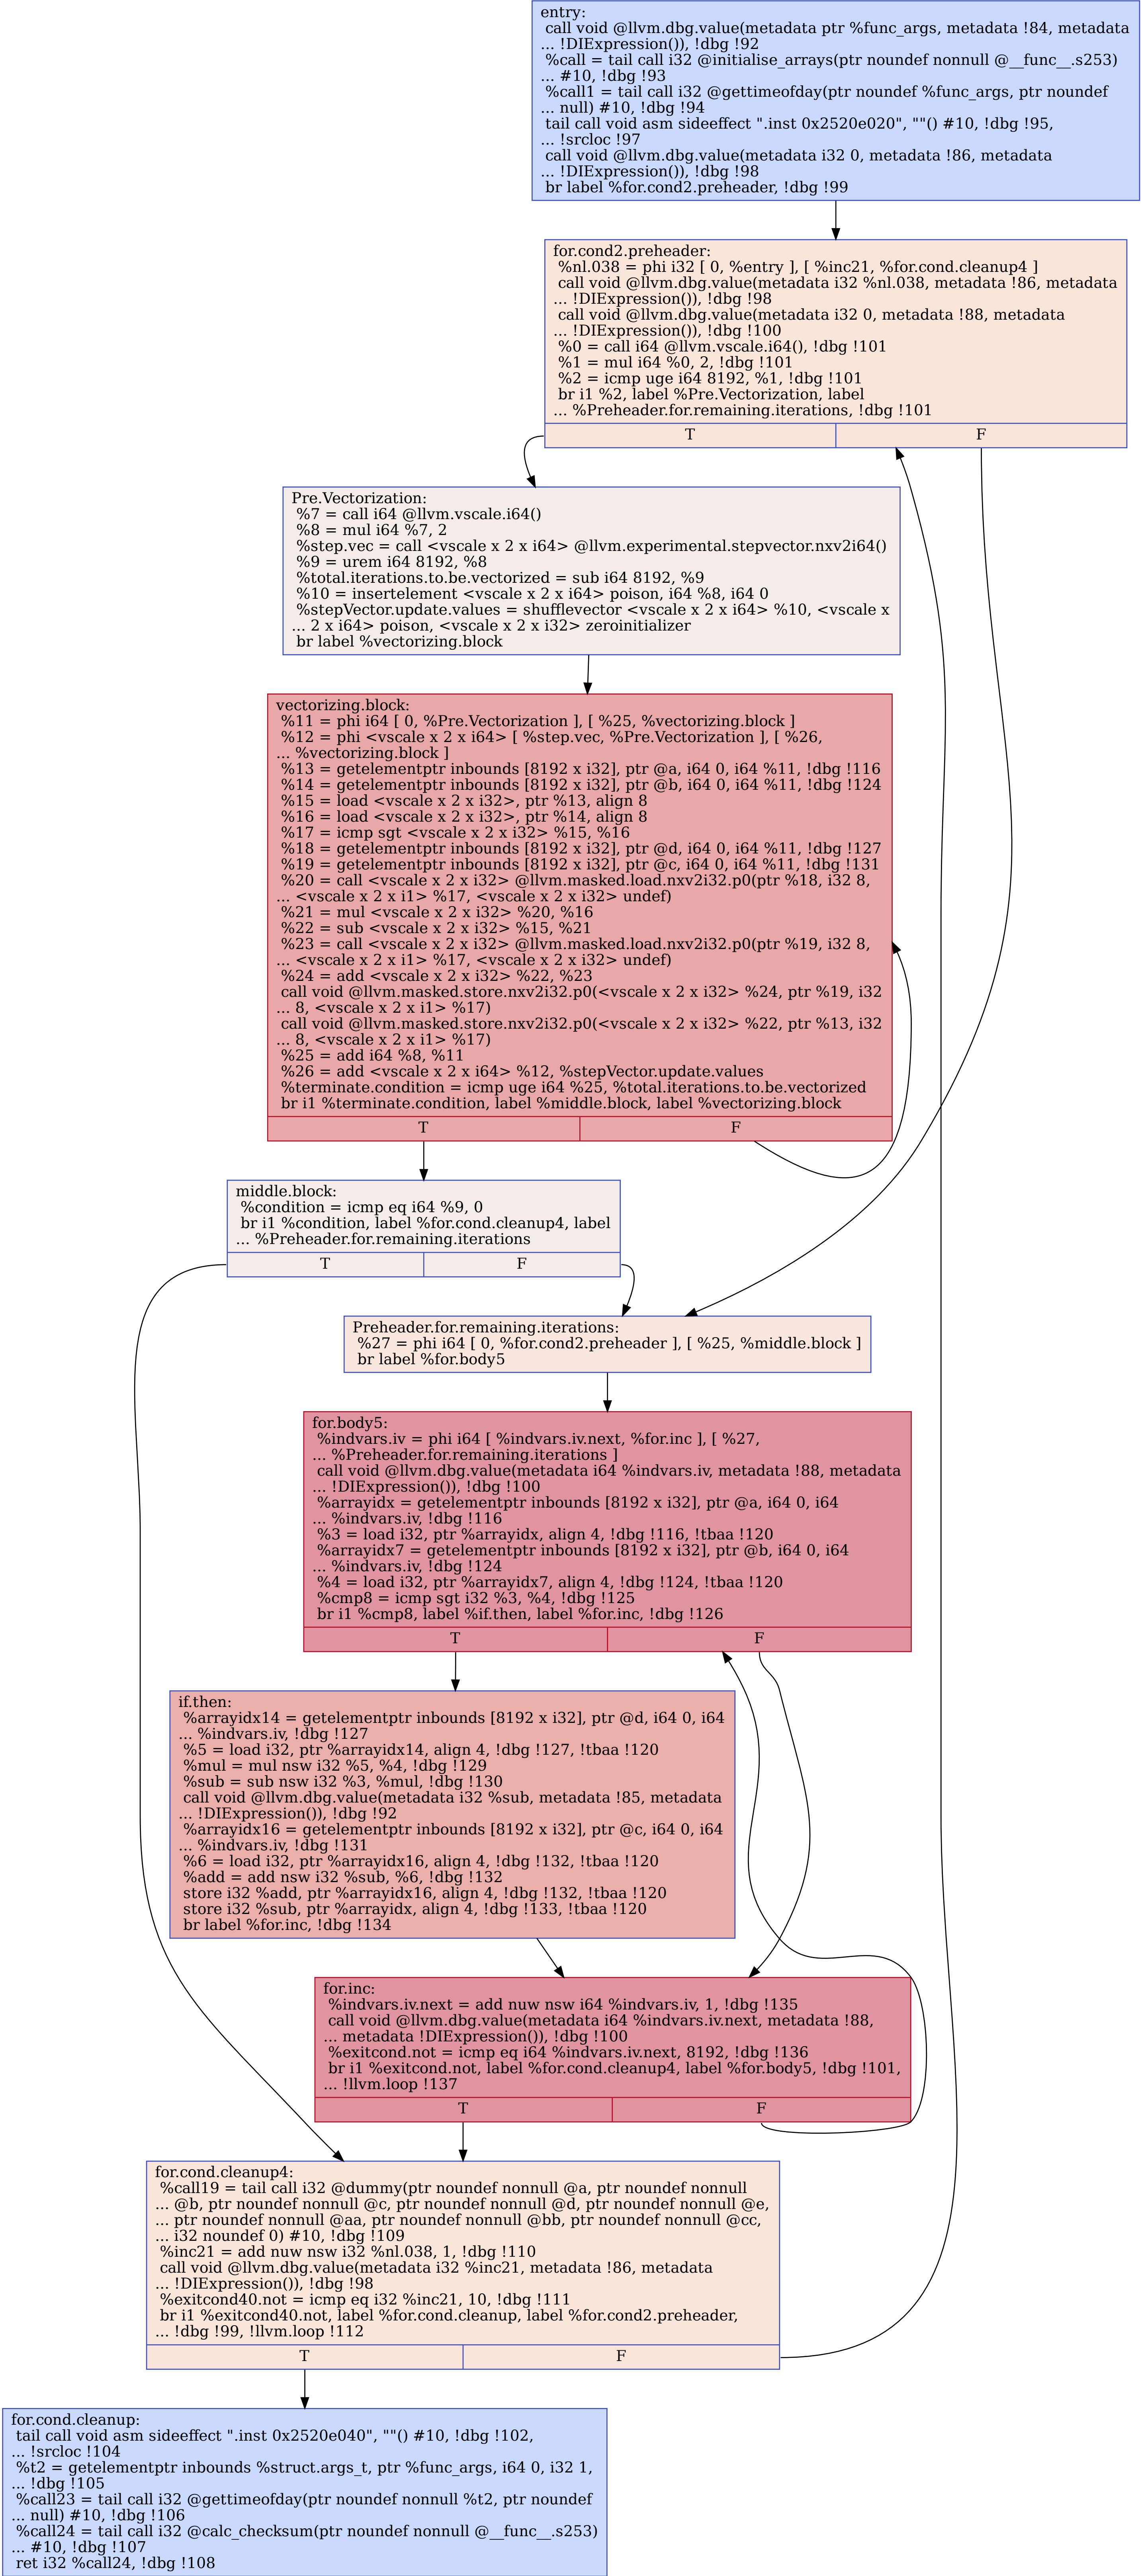 entry:
call void @llvm.dbg.value(metadata ptr %func_args, metadata !84, metadata
... !DIExpression()), !dbg !92
%call = tail call i32 @initialise_arrays(ptr noundef nonnull @__func__.s253)
... #10, !dbg !93
%call1 = tail call i32 @gettimeofday(ptr noundef %func_args, ptr noundef
... null) #10, !dbg !94
tail call void asm sideeffect ".inst 0x2520e020", ""() #10, !dbg !95,
... !srcloc !97
call void @llvm.dbg.value(metadata i32 0, metadata !86, metadata
... !DIExpression()), !dbg !98
br label %for.cond2.preheader, !dbg !99
for.cond2.preheader:
%nl.038 = phi i32 [ 0, %entry ], [ %inc21, %for.cond.cleanup4 ]
call void @llvm.dbg.value(metadata i32 %nl.038, metadata !86, metadata
... !DIExpression()), !dbg !98
call void @llvm.dbg.value(metadata i32 0, metadata !88, metadata
... !DIExpression()), !dbg !100
%0 = call i64 @llvm.vscale.i64(), !dbg !101
%1 = mul i64 %0, 2, !dbg !101
%2 = icmp uge i64 8192, %1, !dbg !101
br i1 %2, label %Pre.Vectorization, label
... %Preheader.for.remaining.iterations, !dbg !101
T
F
Pre.Vectorization:
%7 = call i64 @llvm.vscale.i64()
%8 = mul i64 %7, 2
%step.vec = call <vscale x 2 x i64> @llvm.experimental.stepvector.nxv2i64()
%9 = urem i64 8192, %8
%total.iterations.to.be.vectorized = sub i64 8192, %9
%10 = insertelement <vscale x 2 x i64> poison, i64 %8, i64 0
%stepVector.update.values = shufflevector <vscale x 2 x i64> %10, <vscale x
... 2 x i64> poison, <vscale x 2 x i32> zeroinitializer
br label %vectorizing.block
vectorizing.block:
%11 = phi i64 [ 0, %Pre.Vectorization ], [ %25, %vectorizing.block ]
%12 = phi <vscale x 2 x i64> [ %step.vec, %Pre.Vectorization ], [ %26,
... %vectorizing.block ]
%13 = getelementptr inbounds [8192 x i32], ptr @a, i64 0, i64 %11, !dbg !116
%14 = getelementptr inbounds [8192 x i32], ptr @b, i64 0, i64 %11, !dbg !124
%15 = load <vscale x 2 x i32>, ptr %13, align 8
%16 = load <vscale x 2 x i32>, ptr %14, align 8
%17 = icmp sgt <vscale x 2 x i32> %15, %16
%18 = getelementptr inbounds [8192 x i32], ptr @d, i64 0, i64 %11, !dbg !127
%19 = getelementptr inbounds [8192 x i32], ptr @c, i64 0, i64 %11, !dbg !131
%20 = call <vscale x 2 x i32> @llvm.masked.load.nxv2i32.p0(ptr %18, i32 8,
... <vscale x 2 x i1> %17, <vscale x 2 x i32> undef)
%21 = mul <vscale x 2 x i32> %20, %16
%22 = sub <vscale x 2 x i32> %15, %21
%23 = call <vscale x 2 x i32> @llvm.masked.load.nxv2i32.p0(ptr %19, i32 8,
... <vscale x 2 x i1> %17, <vscale x 2 x i32> undef)
%24 = add <vscale x 2 x i32> %22, %23
call void @llvm.masked.store.nxv2i32.p0(<vscale x 2 x i32> %24, ptr %19, i32
... 8, <vscale x 2 x i1> %17)
call void @llvm.masked.store.nxv2i32.p0(<vscale x 2 x i32> %22, ptr %13, i32
... 8, <vscale x 2 x i1> %17)
%25 = add i64 %8, %11
%26 = add <vscale x 2 x i64> %12, %stepVector.update.values
%terminate.condition = icmp uge i64 %25, %total.iterations.to.be.vectorized
br i1 %terminate.condition, label %middle.block, label %vectorizing.block
T
F
middle.block:
%condition = icmp eq i64 %9, 0
br i1 %condition, label %for.cond.cleanup4, label
... %Preheader.for.remaining.iterations
T
F
Preheader.for.remaining.iterations:
%27 = phi i64 [ 0, %for.cond2.preheader ], [ %25, %middle.block ]
br label %for.body5
for.body5:
%indvars.iv = phi i64 [ %indvars.iv.next, %for.inc ], [ %27,
... %Preheader.for.remaining.iterations ]
call void @llvm.dbg.value(metadata i64 %indvars.iv, metadata !88, metadata
... !DIExpression()), !dbg !100
%arrayidx = getelementptr inbounds [8192 x i32], ptr @a, i64 0, i64
... %indvars.iv, !dbg !116
%3 = load i32, ptr %arrayidx, align 4, !dbg !116, !tbaa !120
%arrayidx7 = getelementptr inbounds [8192 x i32], ptr @b, i64 0, i64
... %indvars.iv, !dbg !124
%4 = load i32, ptr %arrayidx7, align 4, !dbg !124, !tbaa !120
%cmp8 = icmp sgt i32 %3, %4, !dbg !125
br i1 %cmp8, label %if.then, label %for.inc, !dbg !126
T
F
if.then:
%arrayidx14 = getelementptr inbounds [8192 x i32], ptr @d, i64 0, i64
... %indvars.iv, !dbg !127
%5 = load i32, ptr %arrayidx14, align 4, !dbg !127, !tbaa !120
%mul = mul nsw i32 %5, %4, !dbg !129
%sub = sub nsw i32 %3, %mul, !dbg !130
call void @llvm.dbg.value(metadata i32 %sub, metadata !85, metadata
... !DIExpression()), !dbg !92
%arrayidx16 = getelementptr inbounds [8192 x i32], ptr @c, i64 0, i64
... %indvars.iv, !dbg !131
%6 = load i32, ptr %arrayidx16, align 4, !dbg !132, !tbaa !120
%add = add nsw i32 %sub, %6, !dbg !132
store i32 %add, ptr %arrayidx16, align 4, !dbg !132, !tbaa !120
store i32 %sub, ptr %arrayidx, align 4, !dbg !133, !tbaa !120
br label %for.inc, !dbg !134
for.inc:
%indvars.iv.next = add nuw nsw i64 %indvars.iv, 1, !dbg !135
call void @llvm.dbg.value(metadata i64 %indvars.iv.next, metadata !88,
... metadata !DIExpression()), !dbg !100
%exitcond.not = icmp eq i64 %indvars.iv.next, 8192, !dbg !136
br i1 %exitcond.not, label %for.cond.cleanup4, label %for.body5, !dbg !101,
... !llvm.loop !137
T
F
for.cond.cleanup4:
%call19 = tail call i32 @dummy(ptr noundef nonnull @a, ptr noundef nonnull
... @b, ptr noundef nonnull @c, ptr noundef nonnull @d, ptr noundef nonnull @e,
... ptr noundef nonnull @aa, ptr noundef nonnull @bb, ptr noundef nonnull @cc,
... i32 noundef 0) #10, !dbg !109
%inc21 = add nuw nsw i32 %nl.038, 1, !dbg !110
call void @llvm.dbg.value(metadata i32 %inc21, metadata !86, metadata
... !DIExpression()), !dbg !98
%exitcond40.not = icmp eq i32 %inc21, 10, !dbg !111
br i1 %exitcond40.not, label %for.cond.cleanup, label %for.cond2.preheader,
... !dbg !99, !llvm.loop !112
T
F
for.cond.cleanup:
tail call void asm sideeffect ".inst 0x2520e040", ""() #10, !dbg !102,
... !srcloc !104
%t2 = getelementptr inbounds %struct.args_t, ptr %func_args, i64 0, i32 1,
... !dbg !105
%call23 = tail call i32 @gettimeofday(ptr noundef nonnull %t2, ptr noundef
... null) #10, !dbg !106
%call24 = tail call i32 @calc_checksum(ptr noundef nonnull @__func__.s253)
... #10, !dbg !107
ret i32 %call24, !dbg !108